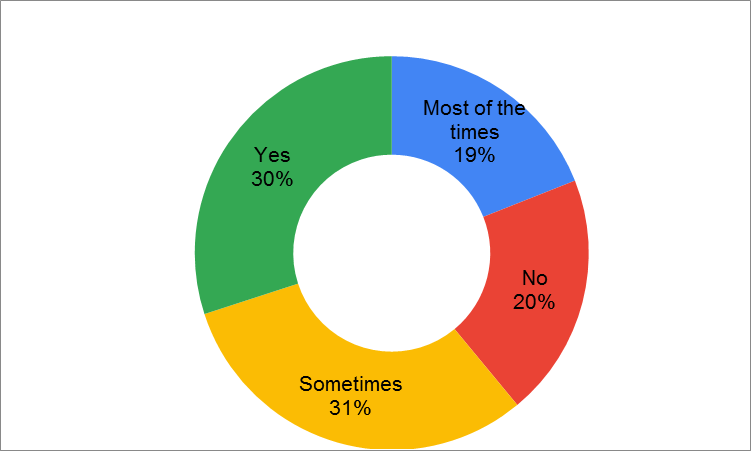 Most of the
times
19%
Yes
30%
No
20%
Sometimes
31%